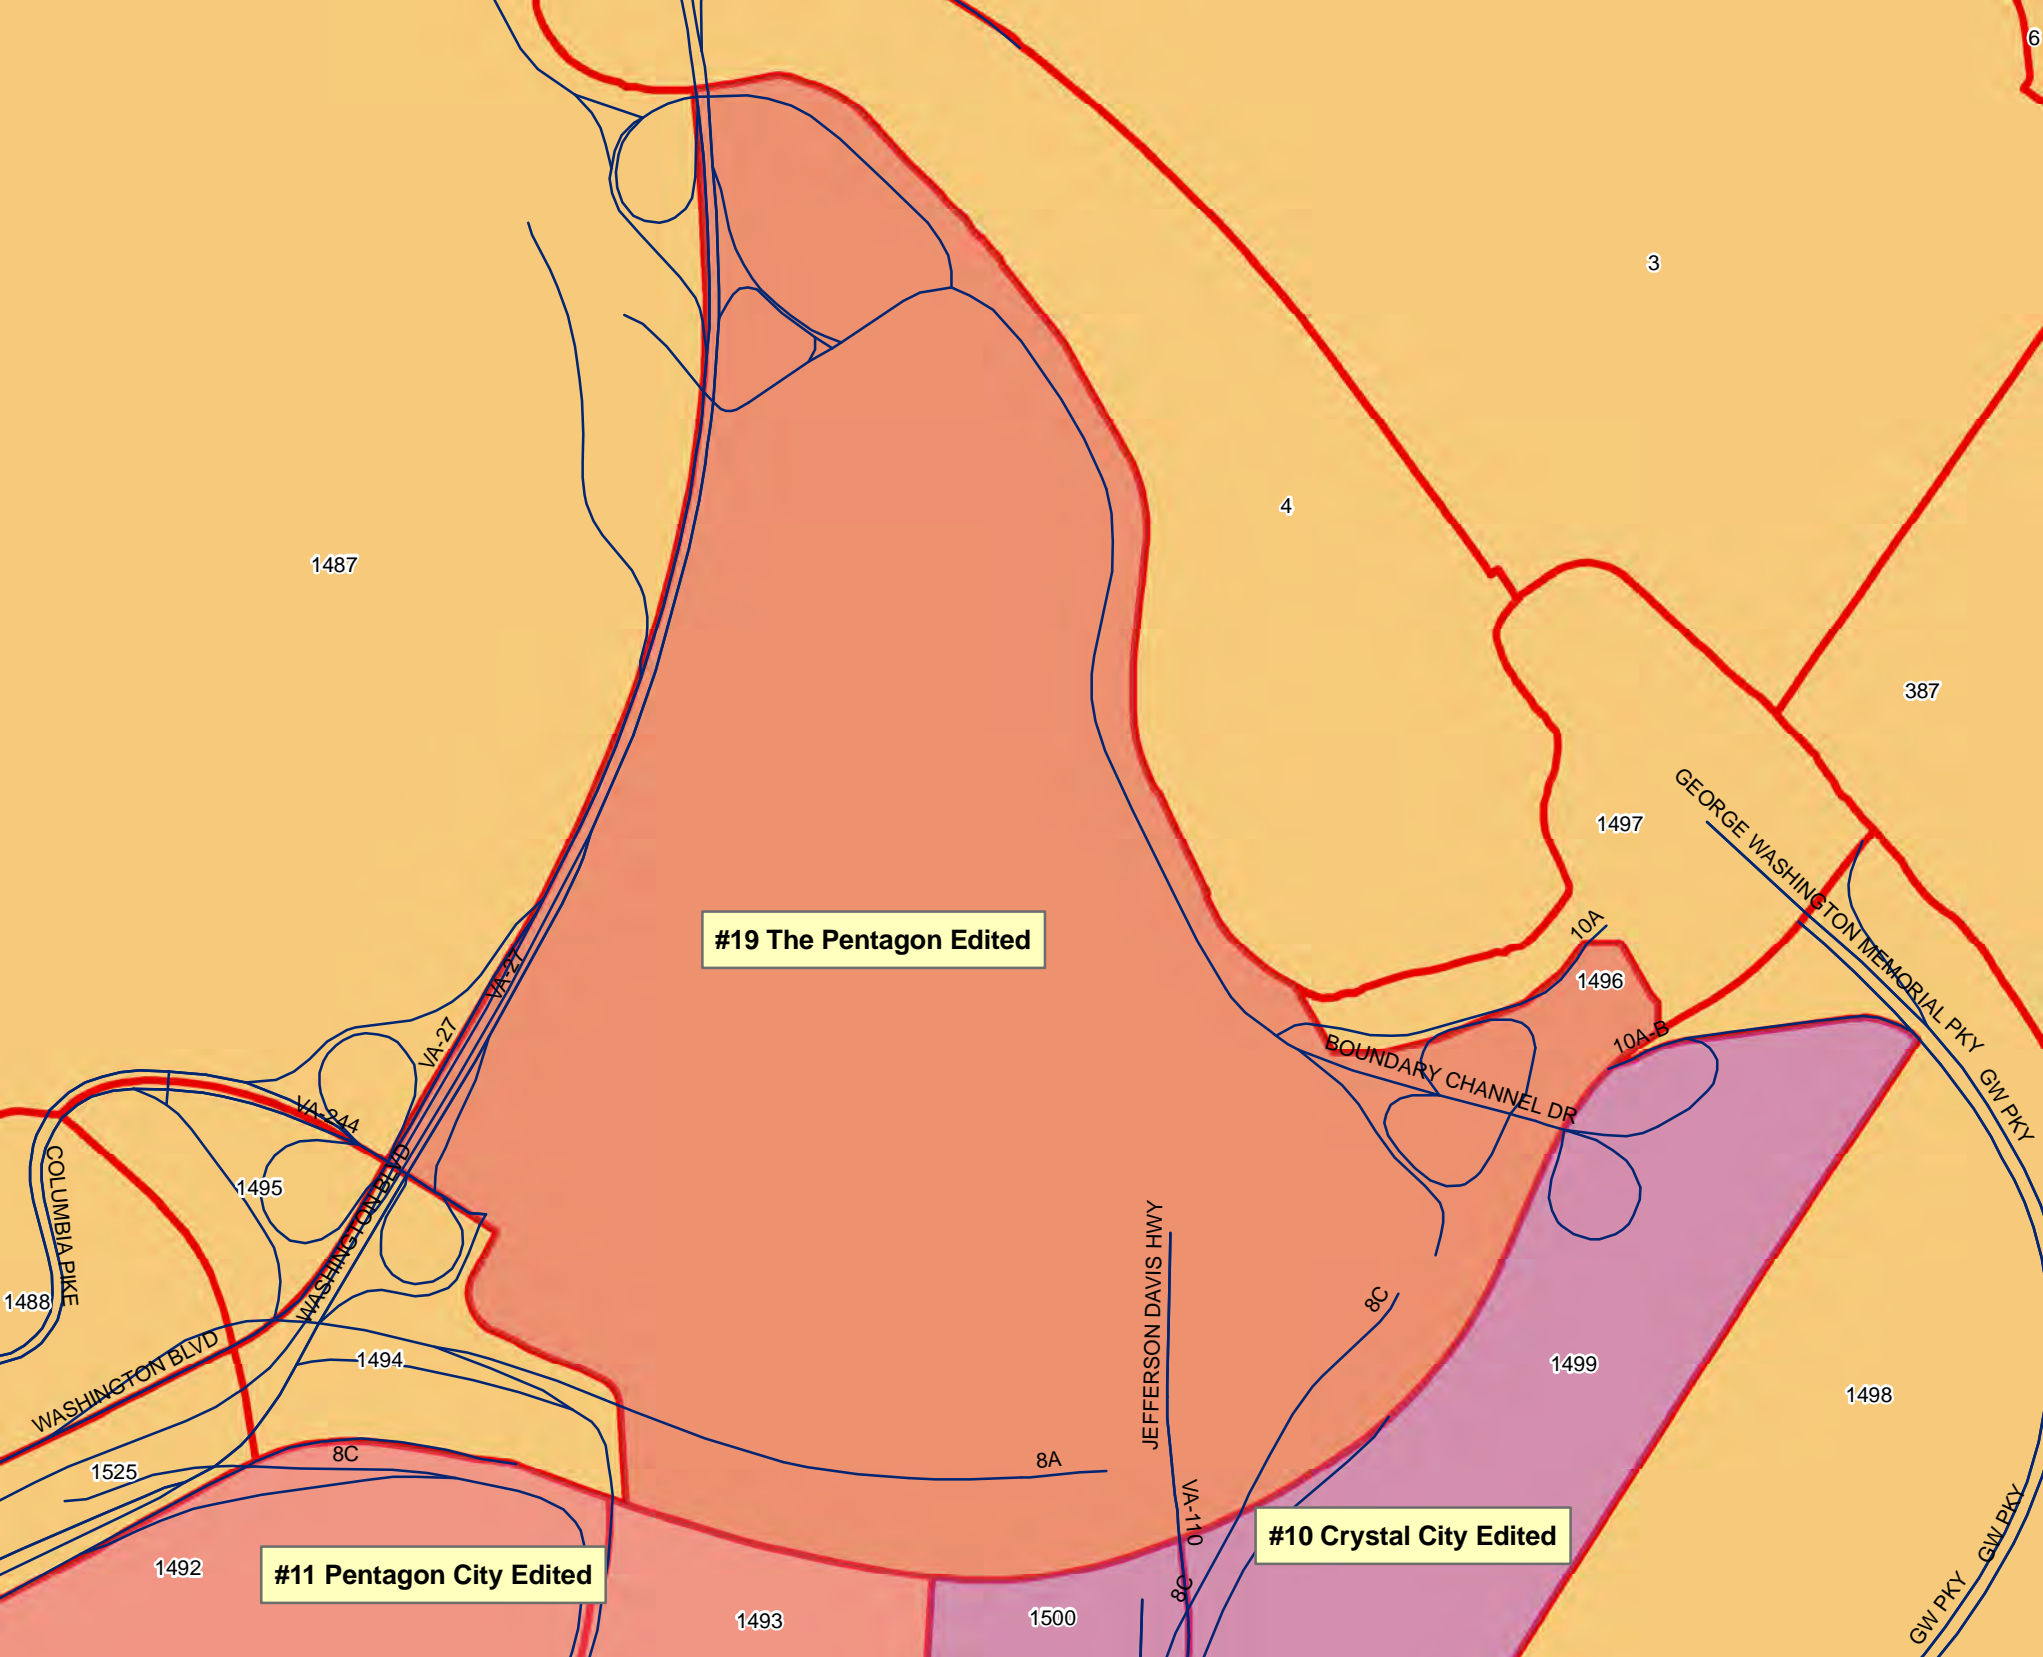 6
3
4
1487
387
GEORGE WASHINGTON MEMORIAL PKY
1497
10A
#19 The Pentagon Edited
VA-27
1496
VA-27
10A-B
BOUNDARY CHANNEL DR
GW PKY
VA-244
COLUMBIA PIKE
1495
WASHINGTON BLVD
JEFFERSON DAVIS HWY
8C
1488
WASHINGTON BLVD
1494
1499
1498
8C
8A
1525
VA-110
#10 Crystal City Edited
GW PKY
1492
#11 Pentagon City Edited
8C
1493
1500
GW PKY